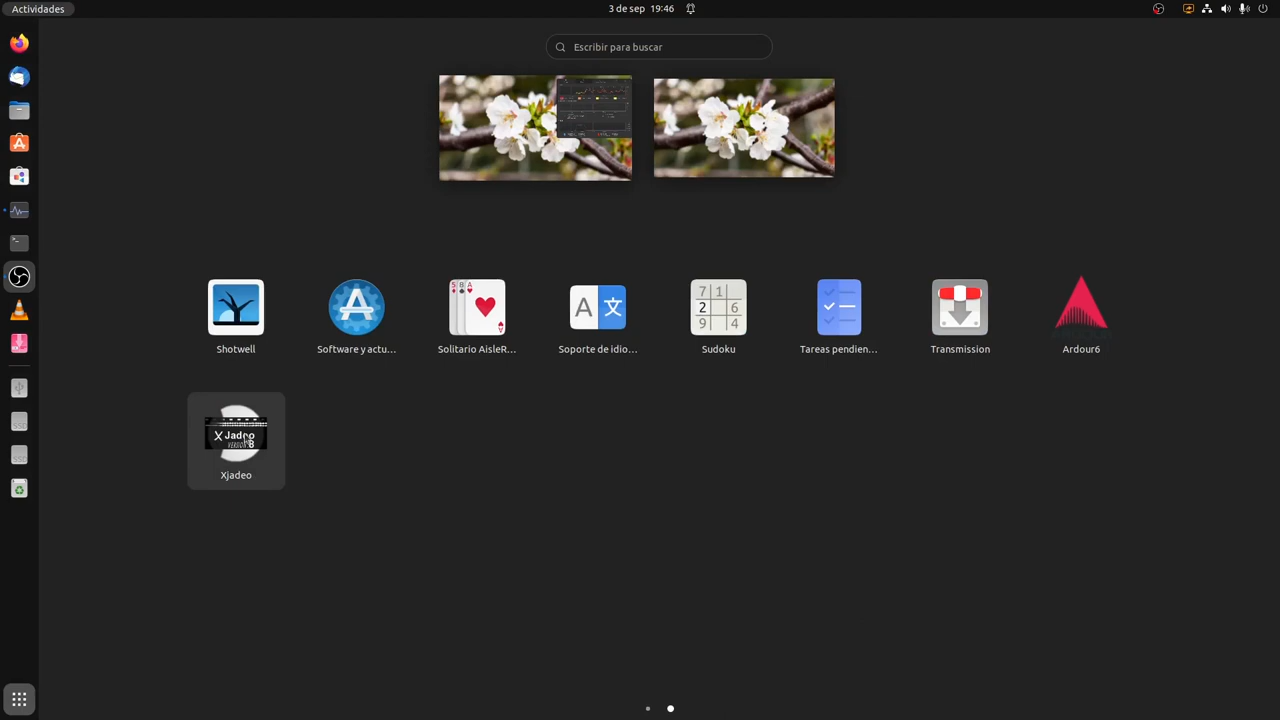 Actividades
3 de sep 19:46
Escribir para buscar
Shotwell
Software y actu...
Solitario AisleR...
Soporte de idio...
Sudoku
Tareas pendien...
Transmission
Ardour6
X Jadeo
Xjadeo